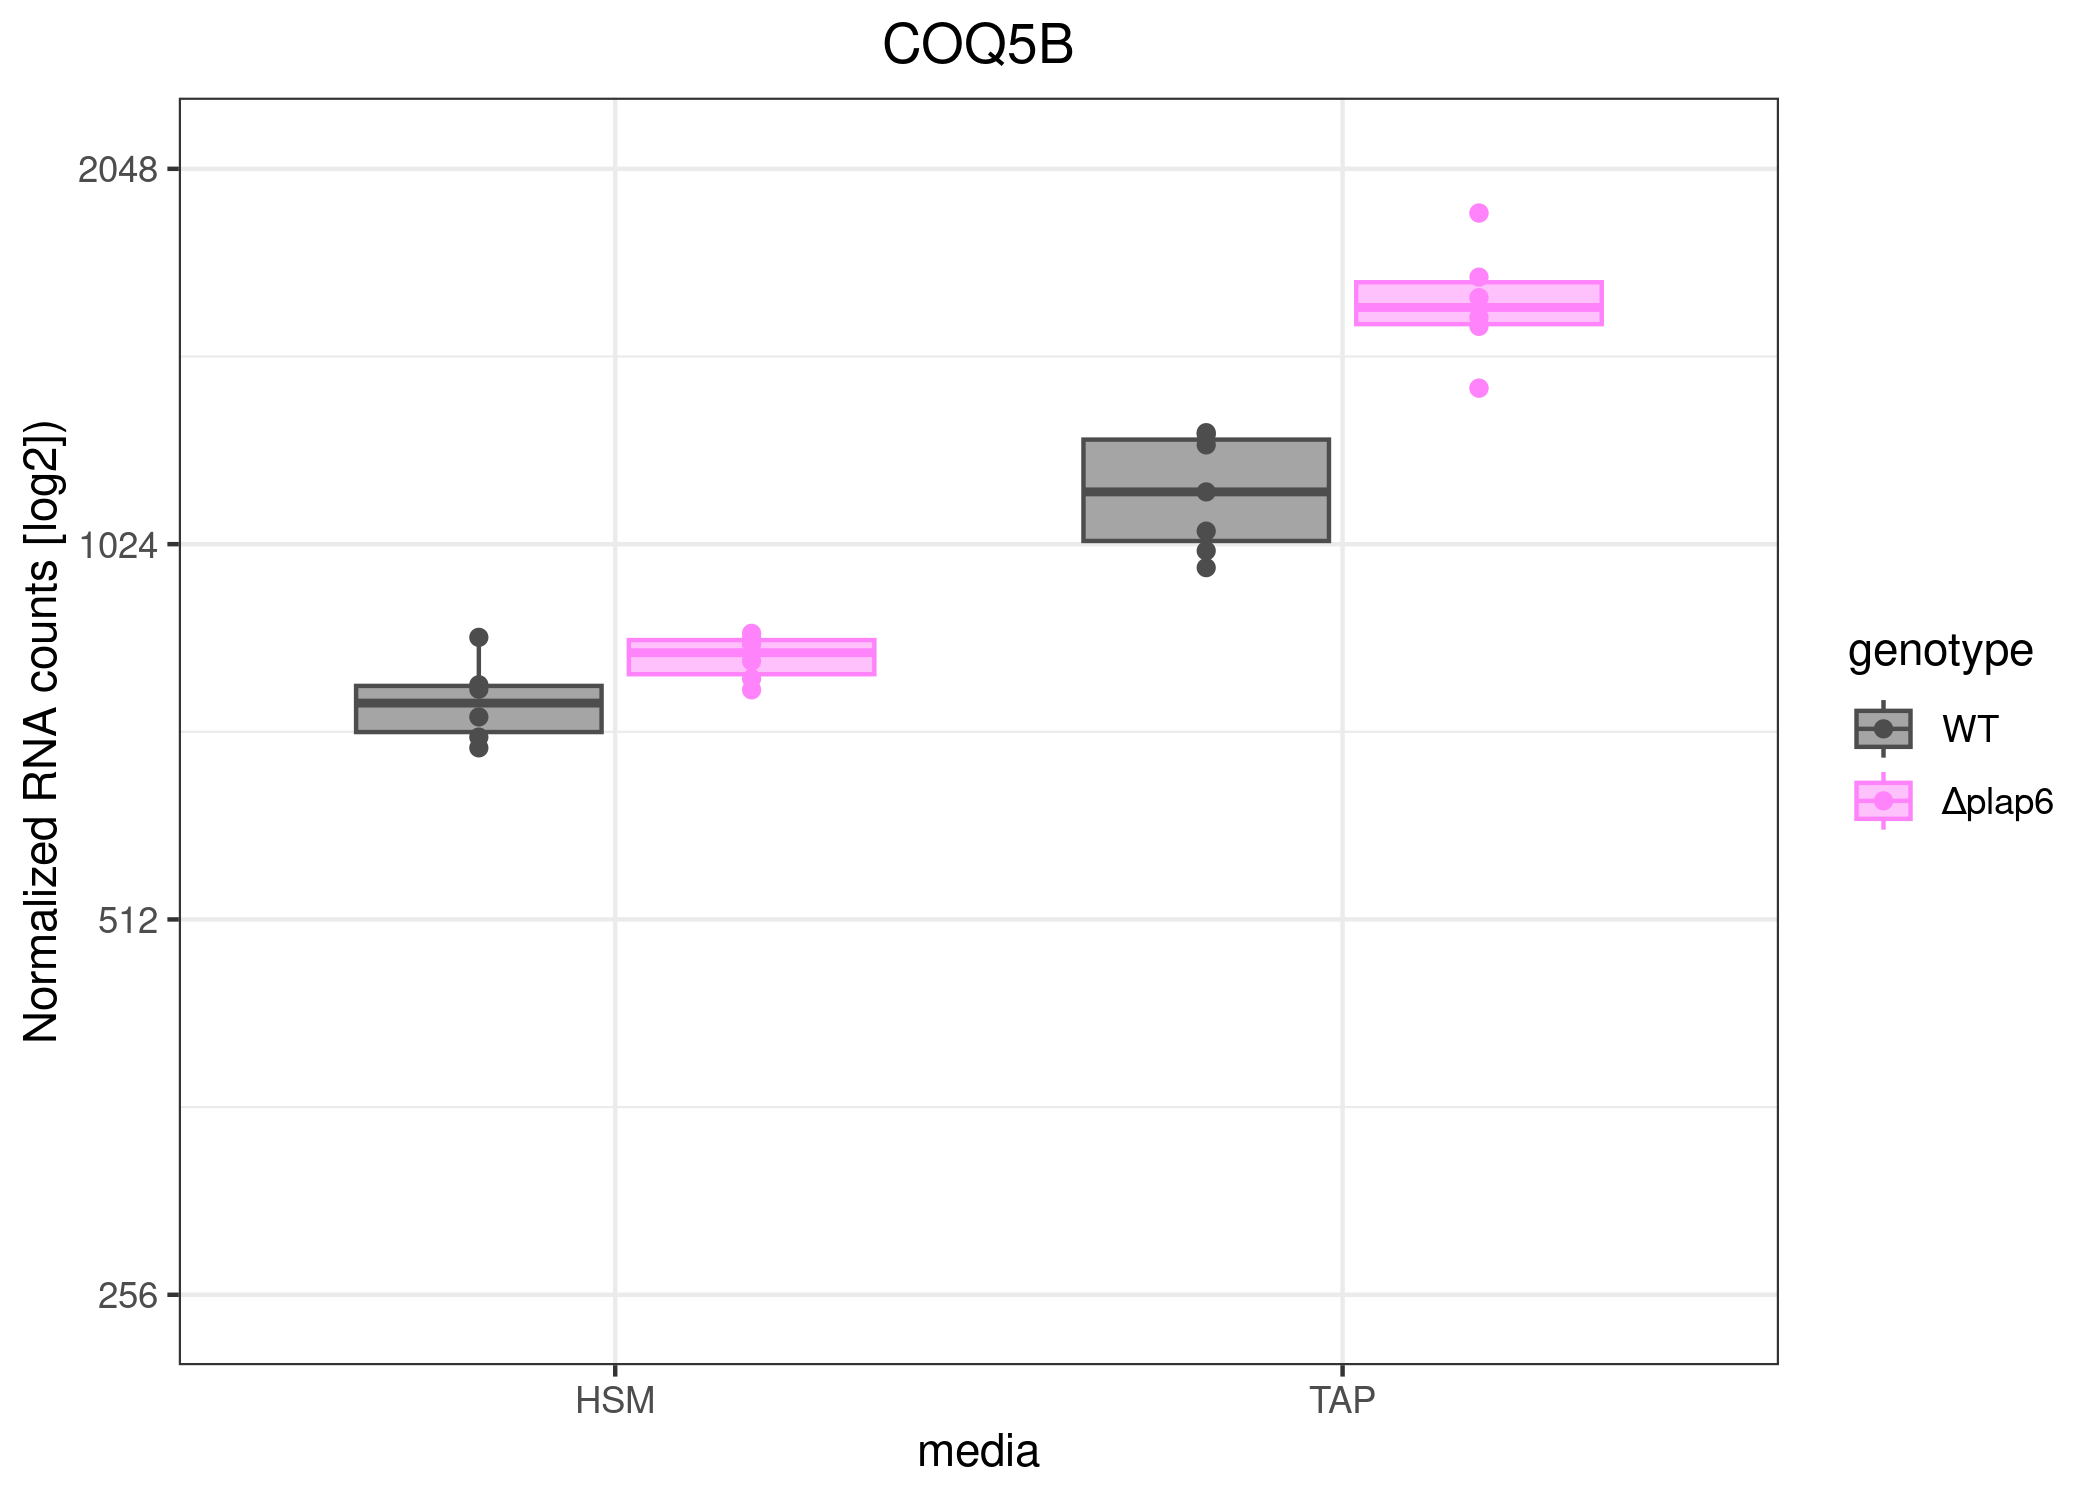 COQ5B
Normalized RNA counts [log2])
2048
1024
512
256
HSM
TAP
media
genotype
WT
Δplap6